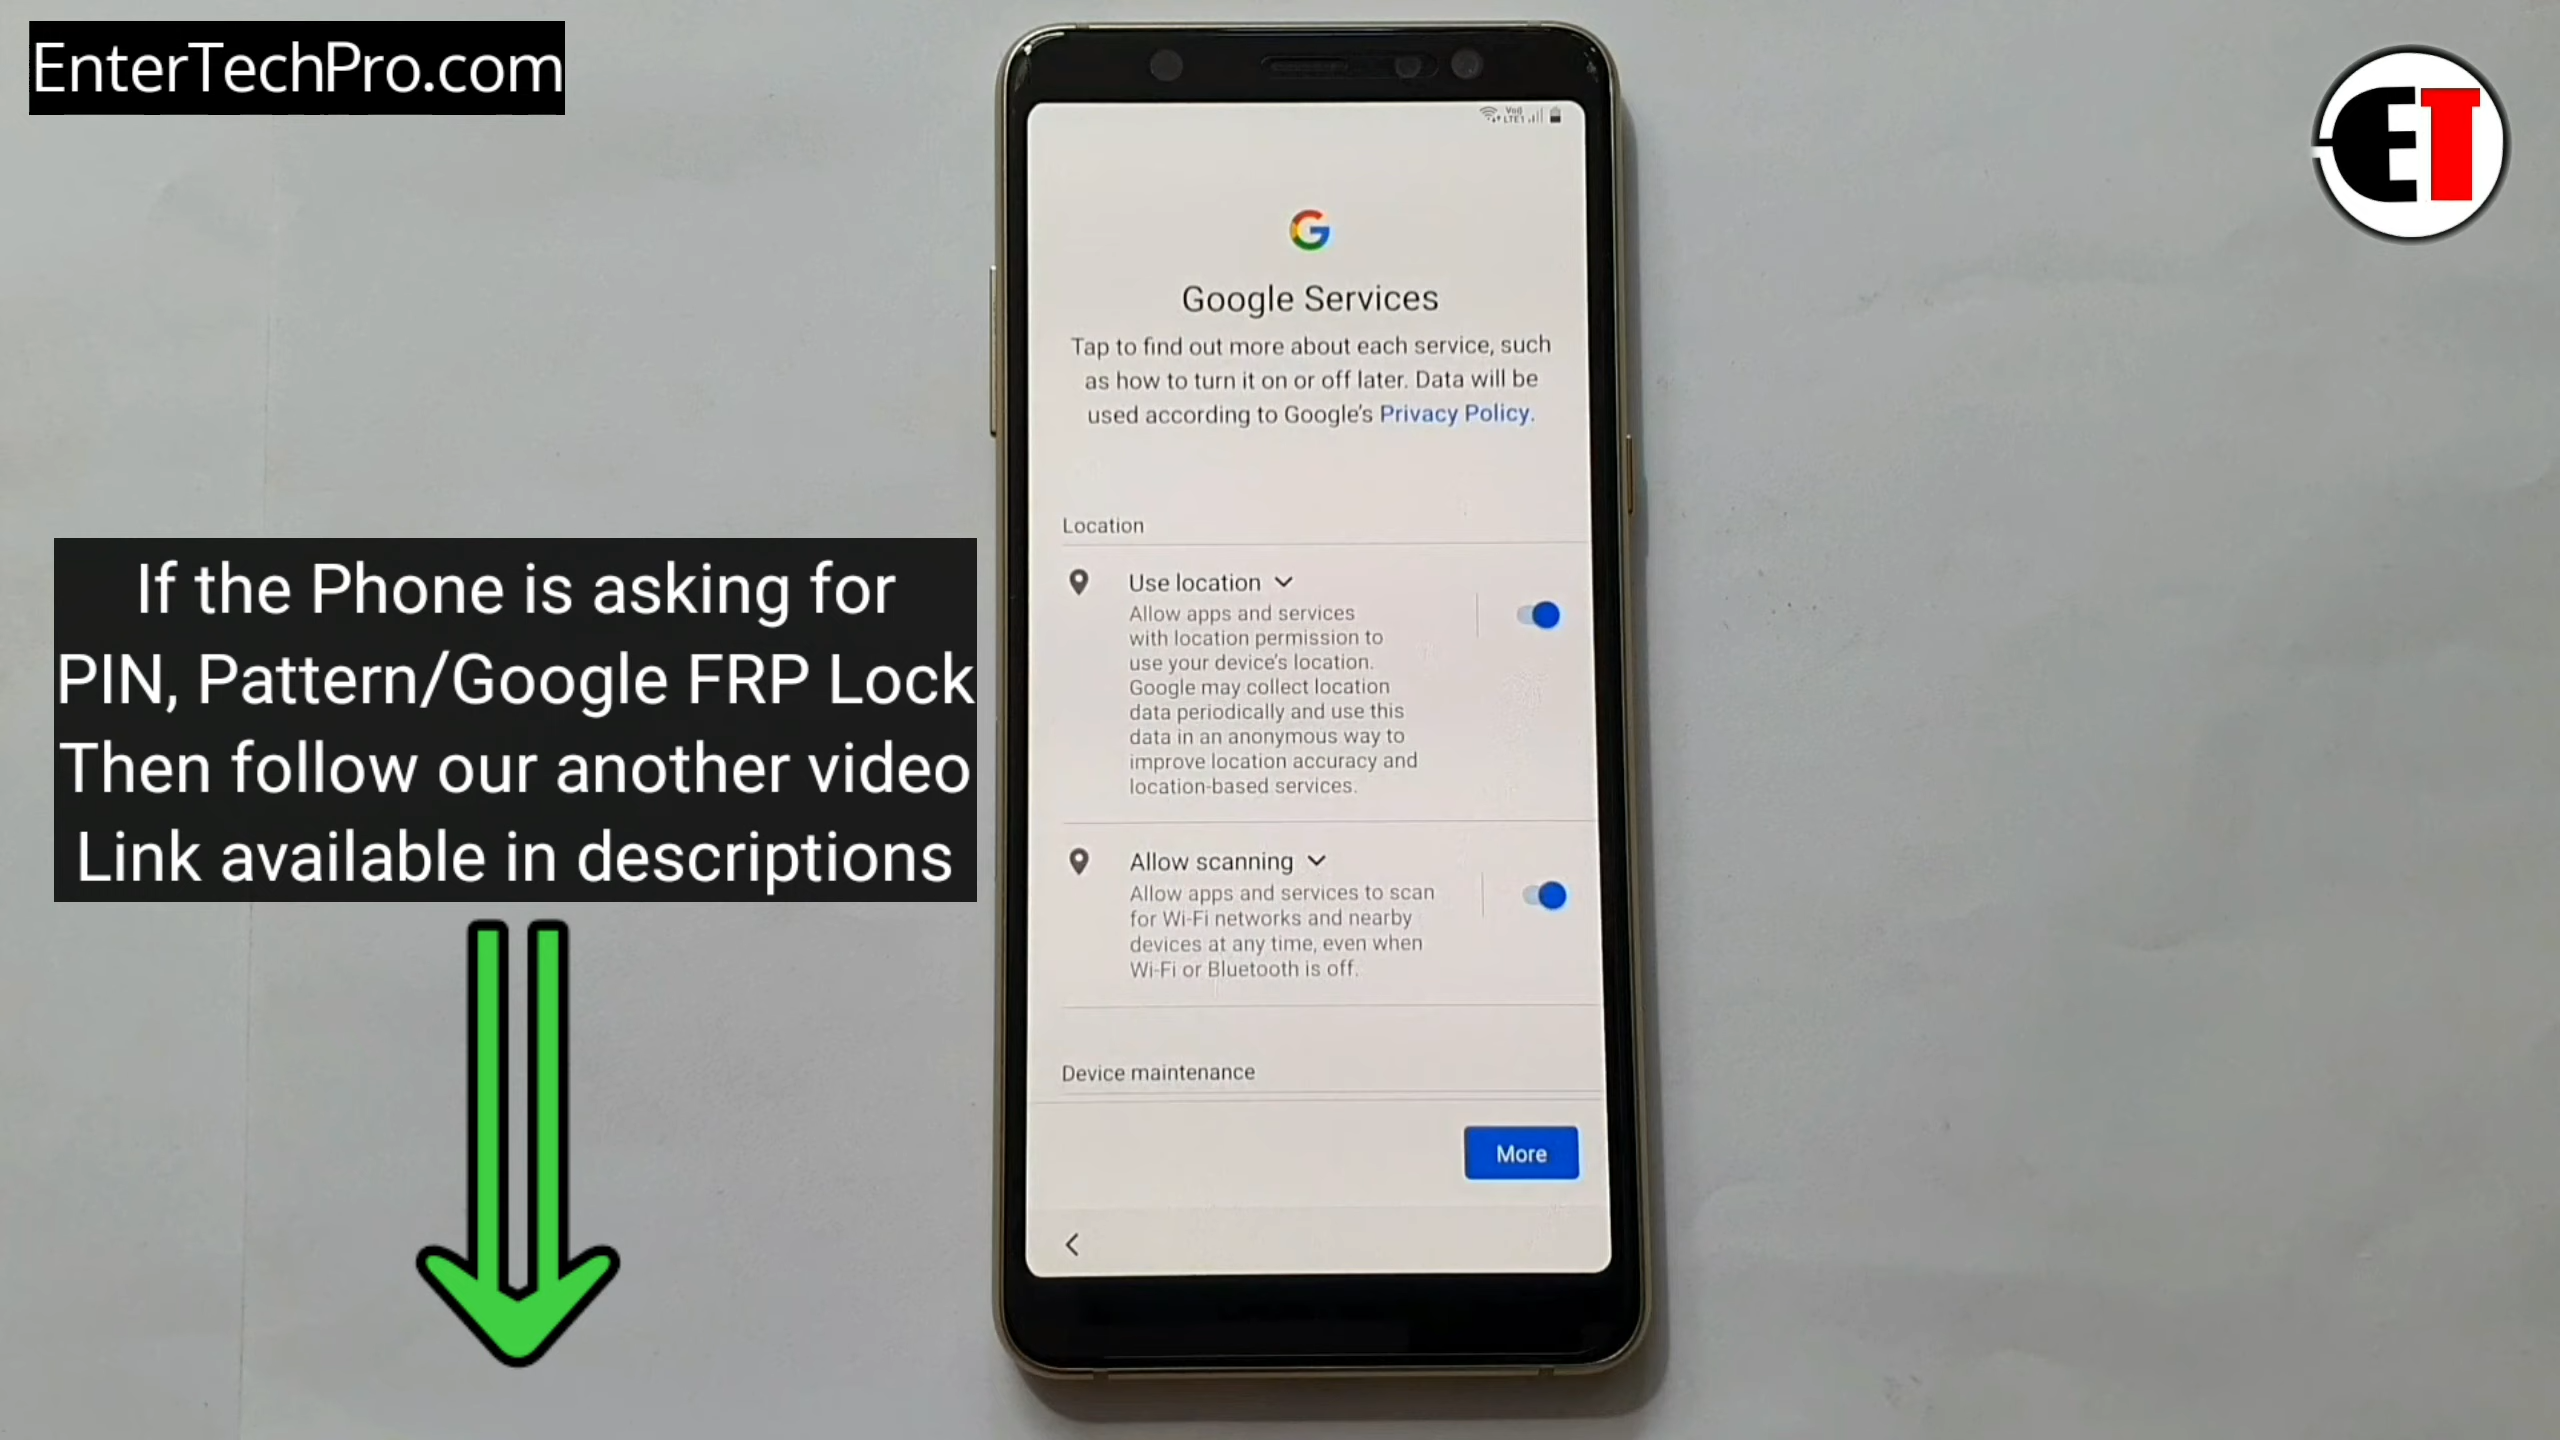 EnterTechPro.com
ET
If the Phone is asking for
PIN, Pattern/Google FRP Lock
Then follow our another video
Link available in descriptions
G
Google Services
Tap to find out more about each service, such
as how to turn it on or off later. Data will be
used according to Google's Privacy Policy.
Location
Use location
Allow apps and services
with location permission to
use your device's location.
Google may collect location
data periodically and use this
data in an anonymous way to
improve location accuracy and
location-based services.
Allow scanning
Allow apps and services to scan
for Wi-Fi networks and nearby
devices at any time, even when
Wi-Fi or Bluetooth is off.
Device maintenance
More